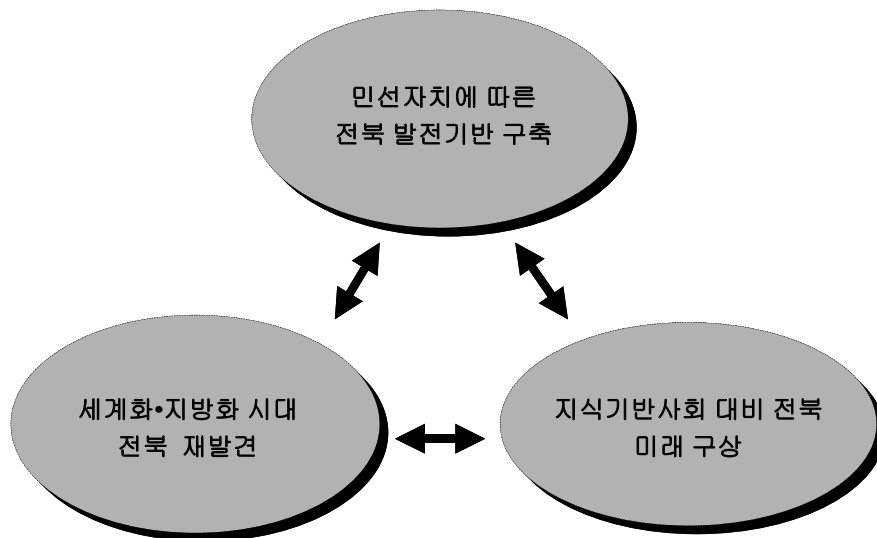 민선자치에 따른
전북 발전기반 구축
세계화•지방화 시대
전북 재발견
지식기반사회 대비 전북
미래 구상